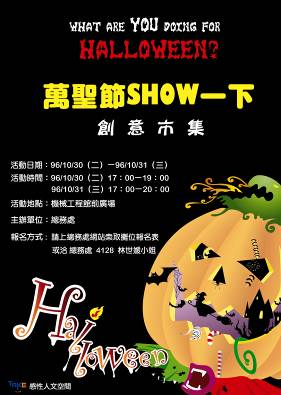 WHAT ARE YOU DOING FOR
HALLOWEEN?
萬聖節SHOW一下
創意市集
活動日期：96/10/30（二）－96/10/31（三）
活動時間：96/10/30（二）17：00－19：00
96/10/31（三）17：00－20：00
活動地點：機械工程館前廣場
主辦單位：總務處
報名方式：請上總務處網站索取攤位報名表
或洽 總務處 4128 林世媛小姐
Halloween
感性人文空間